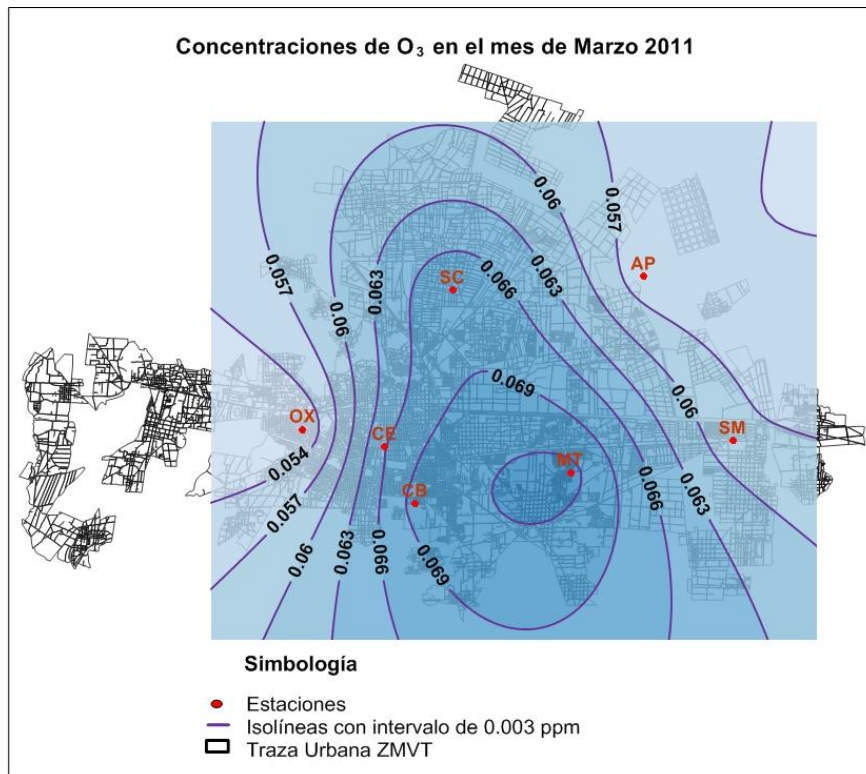 Concentraciones de O₃ en el mes de Marzo 2011
0.057
0.06
0.057
0.063
0.063
0.066
0.06
AP
SC
0.069
0.06
OX
CE
SM
0.054
MT
CB
0.066
0.063
0.057
0.06
0.063
0.066
0.069
Simbología
Estaciones
Isolíneas con intervalo de 0.003 ppm
Traza Urbana ZMVT